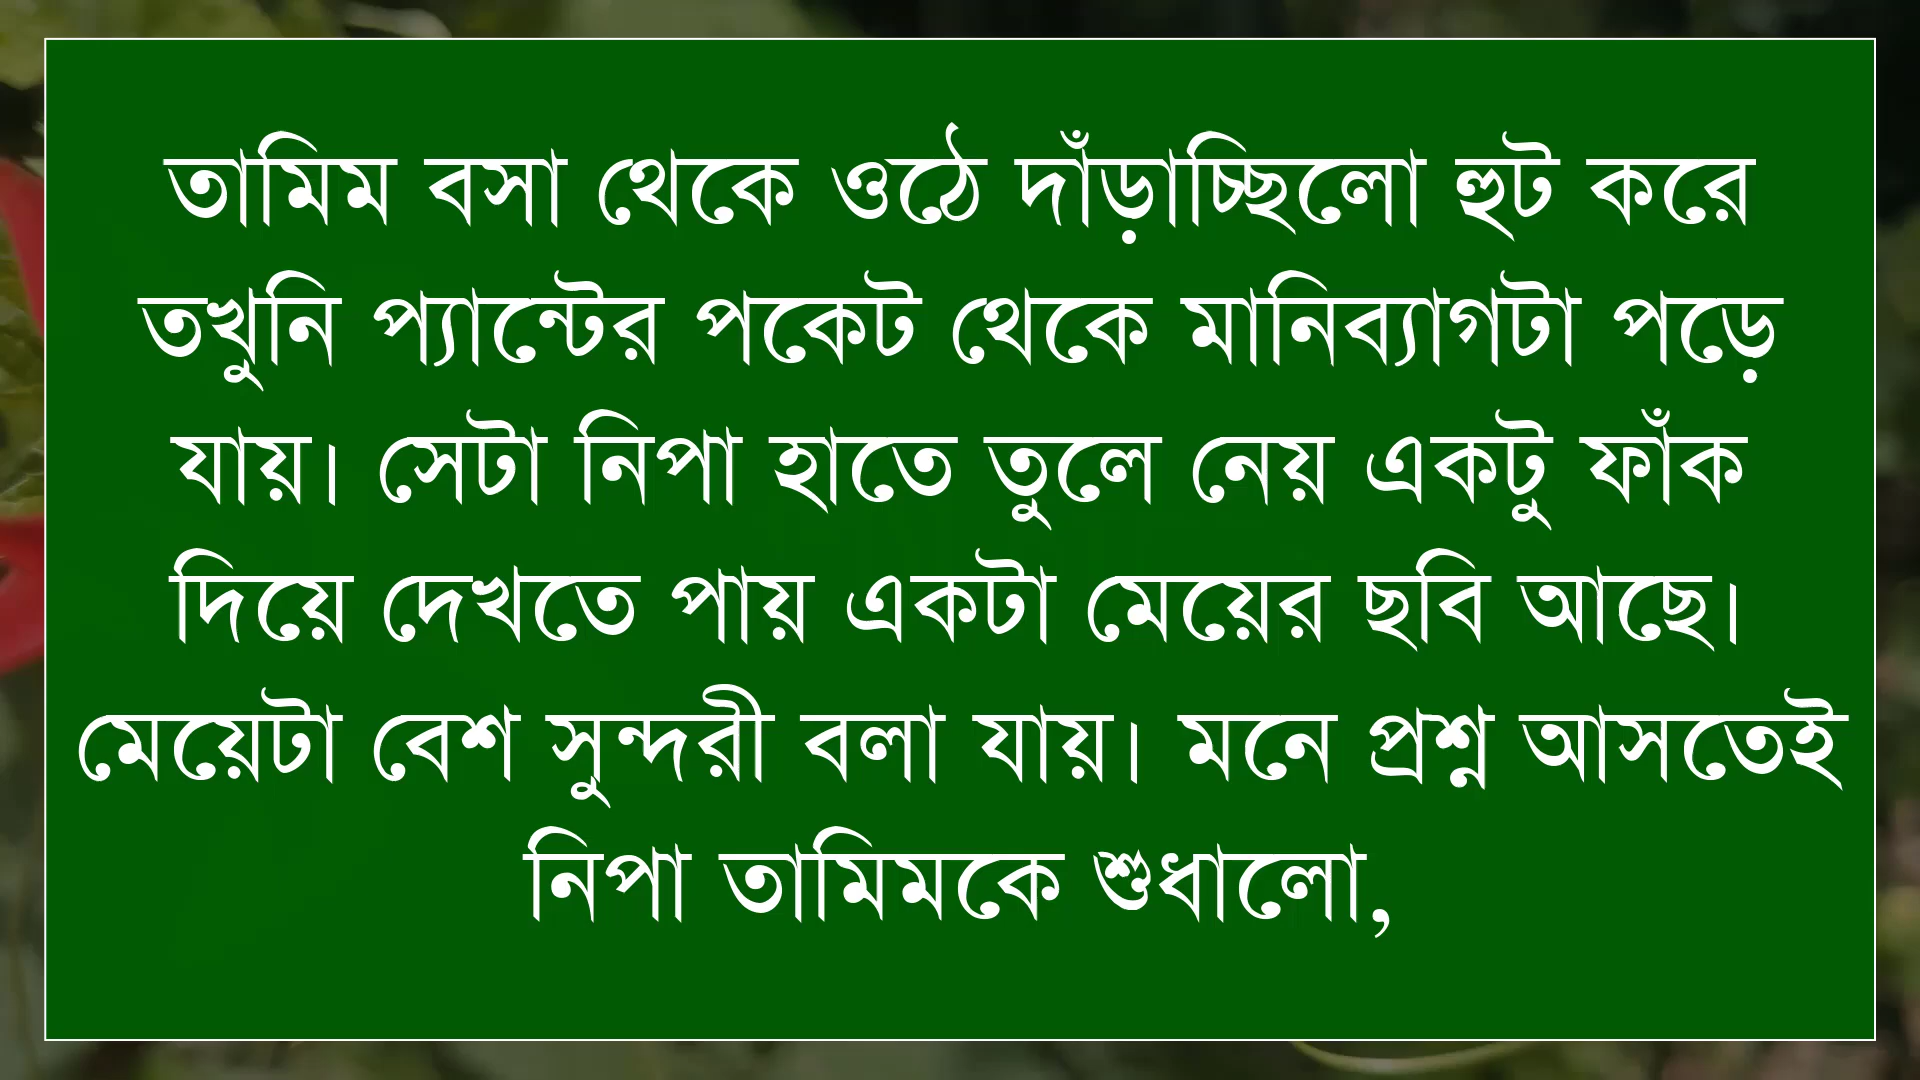 তামিম বসা থেকে ওঠে দাঁড়াচ্ছিলো হুট করে
তখুনি প্যান্টের পকেট থেকে মানিব্যাগটা পড়ে
যায়। সেটা নিপা হাতে তুলে নেয় একটু ফাঁক
দিয়ে দেখতে পায় একটা মেয়ের ছবি আছে।
মেয়েটা বেশ সুন্দরী বলা যায়। মনে প্রশ্ন আসতেই
নিপা তামিমকে শুধালো,